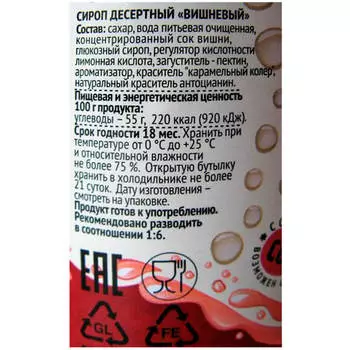 СИРОП ДЕСЕРТНЫЙ «ВИШНЕВЫЙ»
Состав: сахар, вода питьевая очищенная,
концентрированный сок вишни,
глюкозный сироп, регулятор кислотности
лимонная кислота, загуститель - пектин,
ароматизатор, краситель "карамельный колер",
натуральный краситель антоцианин.
Пищевая и энергетическая ценность
100 г продукта:
углеводы – 55 г, 220 ккал (920 кДж).
Срок годности 18 мес. Хранить при
температуре от 0 °С до +25 °С
и относительной влажности
не более 75 %. Открытую бутылку
хранить в холодильнике не более
21 суток. Дата изготовления –
смотреть на упаковке.
Продукт готов к употреблению.
Рекомендовано разводить
в соотношении 1:6.
ЕАС
GL
FE